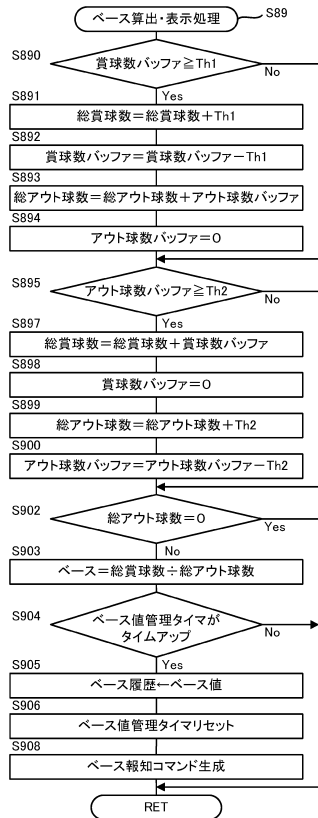 ベース算出・表示処理
S89
S890
賞球数バッファ≧Th1
No
Yes
S891
総賞球数＝総賞球数＋Th1
S892
賞球数バッファ＝賞球数バッファ－Th1
S893
総アウト球数＝総アウト球数＋アウト球数バッファ
S894
アウト球数バッファ＝0
S895
アウト球数バッファ≧Th2
No
Yes
S897
総賞球数＝総賞球数＋賞球数バッファ
S898
賞球数バッファ＝0
S899
総アウト球数＝総アウト球数＋Th2
S900
アウト球数バッファ＝アウト球数バッファ－Th2
S902
総アウト球数＝0
Yes
No
S903
ベース＝総賞球数÷総アウト球数
S904
ベース値管理タイマが
タイムアップ
No
Yes
S905
ベース履歴←ベース値
S906
ベース値管理タイマリセット
S908
ベース報知コマンド生成
RET